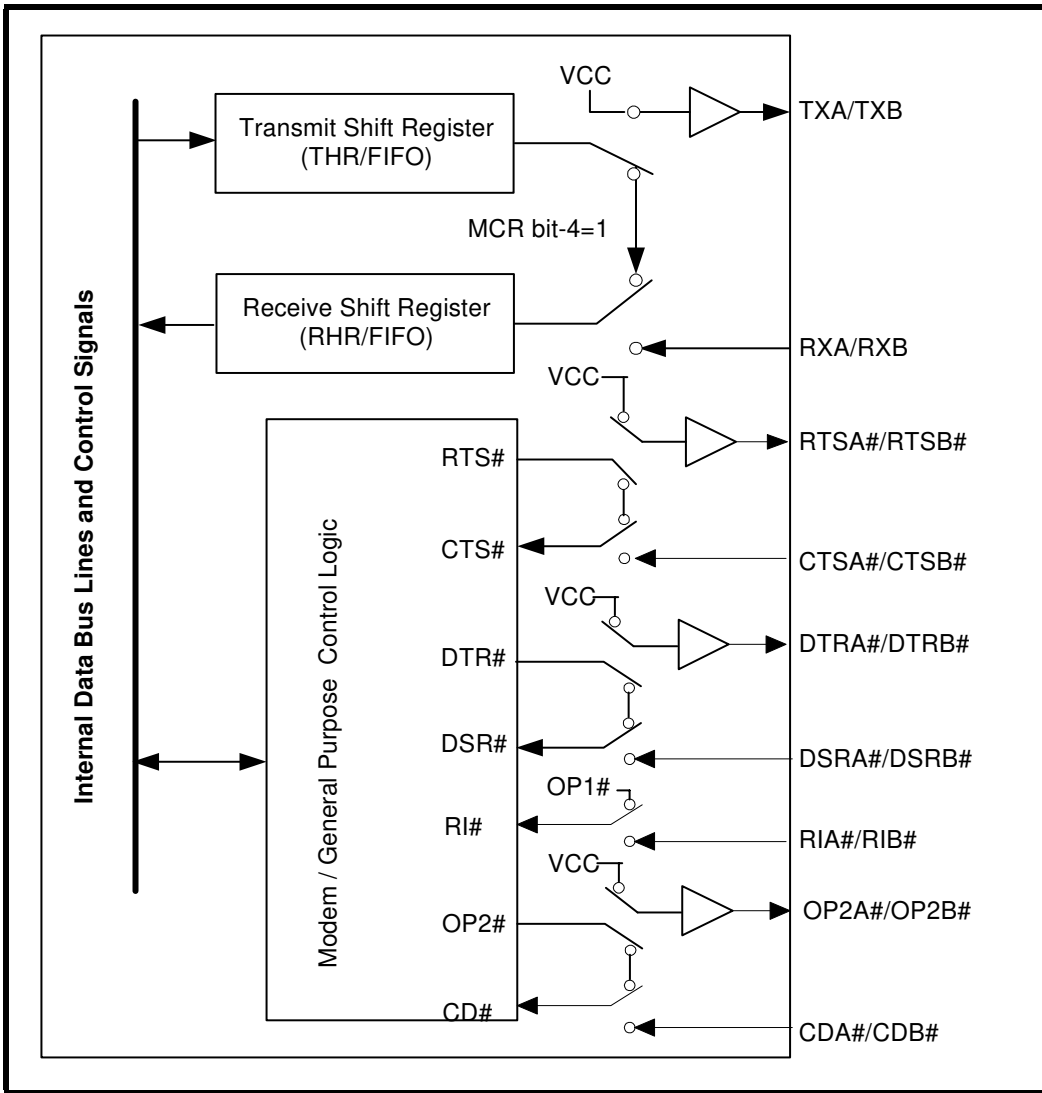 VCC
TXA/TXB
Transmit Shift Register
(THR/FIFO)
MCR bit-4=1
Receive Shift Register
(RHR/FIFO)
RXA/RXB
VCC
RTSA#/RTSB#
RTS#
CTS#
CTSA#/CTSB#
VCC
DTRA#/DTRB#
DTR#
DSR#
DSRA#/DSRB#
OP1#
RI#
RIA#/RIB#
VCC
OP2A#/OP2B#
OP2#
CD#
CDA#/CDB#
Internal Data Bus Lines and Control Signals
Modem / General Purpose Control Logic